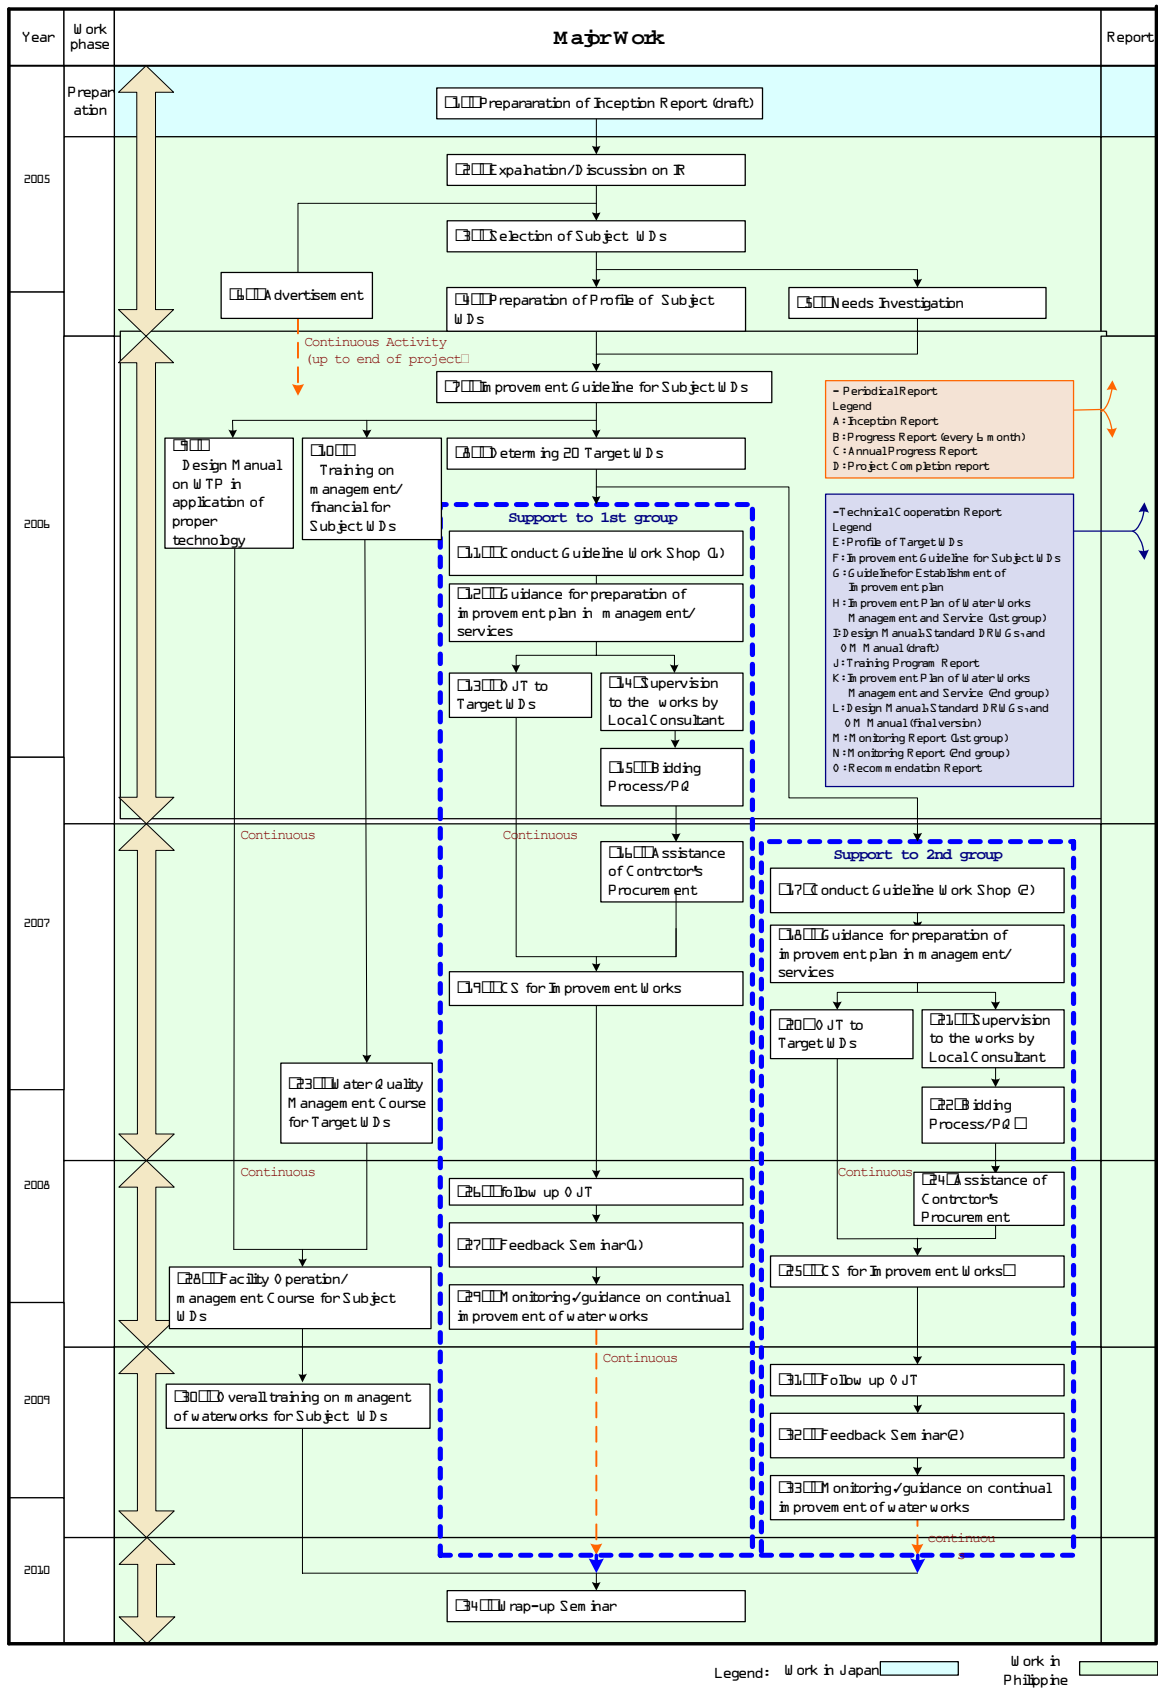 Year
Work
phase
Major Work
Report
Prepar
ation
2005
2006
2007
2008
2009
2010
1 Prepararation of Inception Report (draft)
2 Explanation/Discussion on IR
3 Selection of Subject WDs
6 Advertisement
4 Preparation of Profile of Subject
WDs
5 Needs Investigation
Continuous Activity
(up to end of project
7 Improvement Guideline for Subject WDs
9
Design Manual
on WTP in
application of
proper
technology
10
Training on
management/
financial for
Subject WDs
8 Determing 20 Target WDs
- Periodical Report
Legend
A : Inception Report
B : Progress Report (every 6 month)
C : Annual Progress Report
D : Project Completion report
-Technical Cooperation Report
Legend
E : Profile of Target WDs
F : Improvement Guideline for Subject WDs
G : Guideline for Establishment of
Improvement plan
H : Improvement Plan of Water Works
Management and Service (1st group)
I: Design Manual, Standard DRWGs, and
OM Manual (draft)
J : Training Program Report
K : Improvement Plan of Water Works
Management and Service (2nd group)
L : Design Manual, Standard DRWGs, and
OM Manual (final version)
M : Monitoring Report (1st group)
N : Monitoring Report (2nd group)
O : Recommendation Report
Support to 1st group
11 Conduct Guideline Work Shop (1)
12 Guidance for preparation of
improvement plan in management/
services
13 OJT to
Target WDs
14 Supervision
to the works by
Local Consultant
15 Bidding
Process/PQ
Continuous
Continuous
16 Assistance
of Contrctor's
Procurement
Support to 2nd group
17 Conduct Guideline Work Shop (2)
18 Guidance for preparation of
improvement plan in management/
services
19 CS for Improvement Works
20 OJT to
Target WDs
21 Supervision
to the works by
Local Consultant
23 Water Quality
Management Course
for Target WDs
22 Bidding
Process/PQ
Continuous
Continuous
24 Assistance of
Contrctor's
Procurement
26 follow up OJT
27 Feedback Seminar(1)
25 CS for Improvement Works
28 Facility Operation/
management Course for Subject
WDs
29 Monitoring/guidance on continual
improvement of water works
Continuous
30 Overall training on managent
of waterworks for Subject WDs
31 Follow up OJT
32 Feedback Seminar(2)
33 Monitoring/guidance on continual
improvement of water works
continuou
34 Wrap-up Seminar
Legend:
Work in Japan
Work in
Philippine